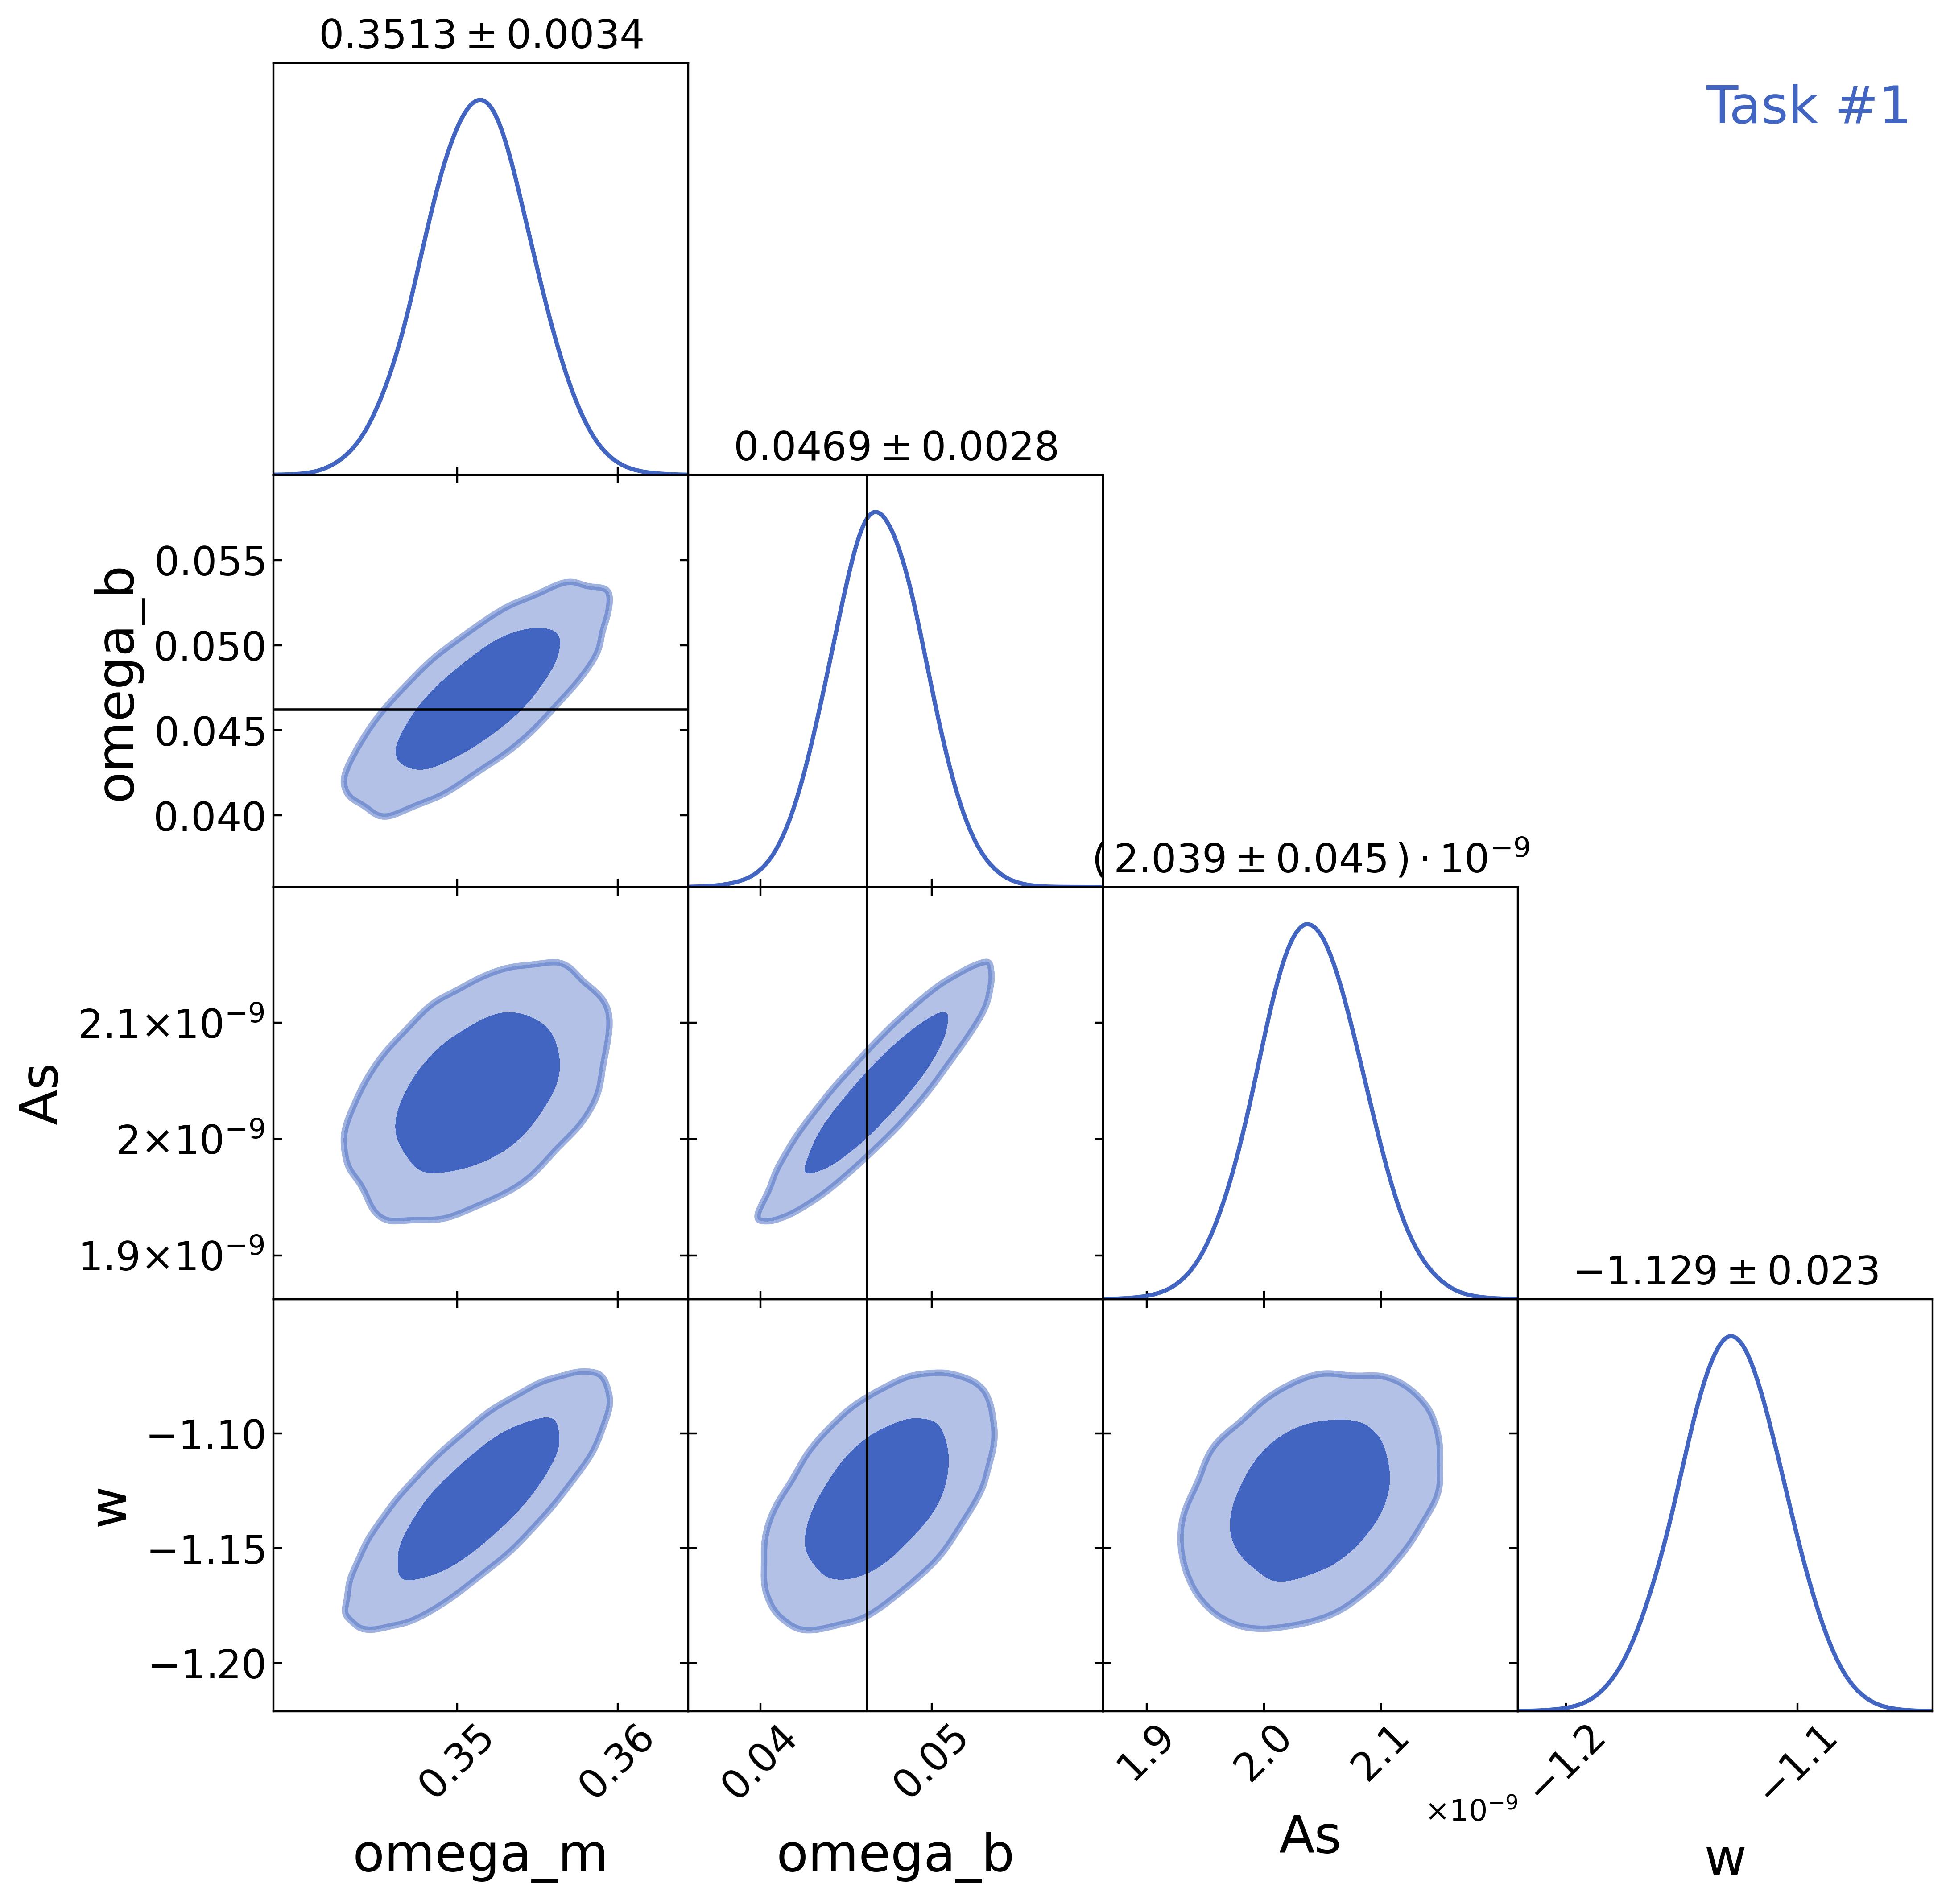 0.3513 ± 0.0034
Task #1
0.0469 ± 0.0028
omega_b
0.055
0.050
0.045
0.040
(2.039 ± 0.045) · 10⁻⁹
As
2.1×10⁻⁹
2×10⁻⁹
1.9×10⁻⁹
−1.129 ± 0.023
w
−1.10
−1.15
−1.20
0.35 0.36 0.04 0.05 1.9 2.0 2.1 −1.2 −1.1
×10⁻⁹
omega_m omega_b As w